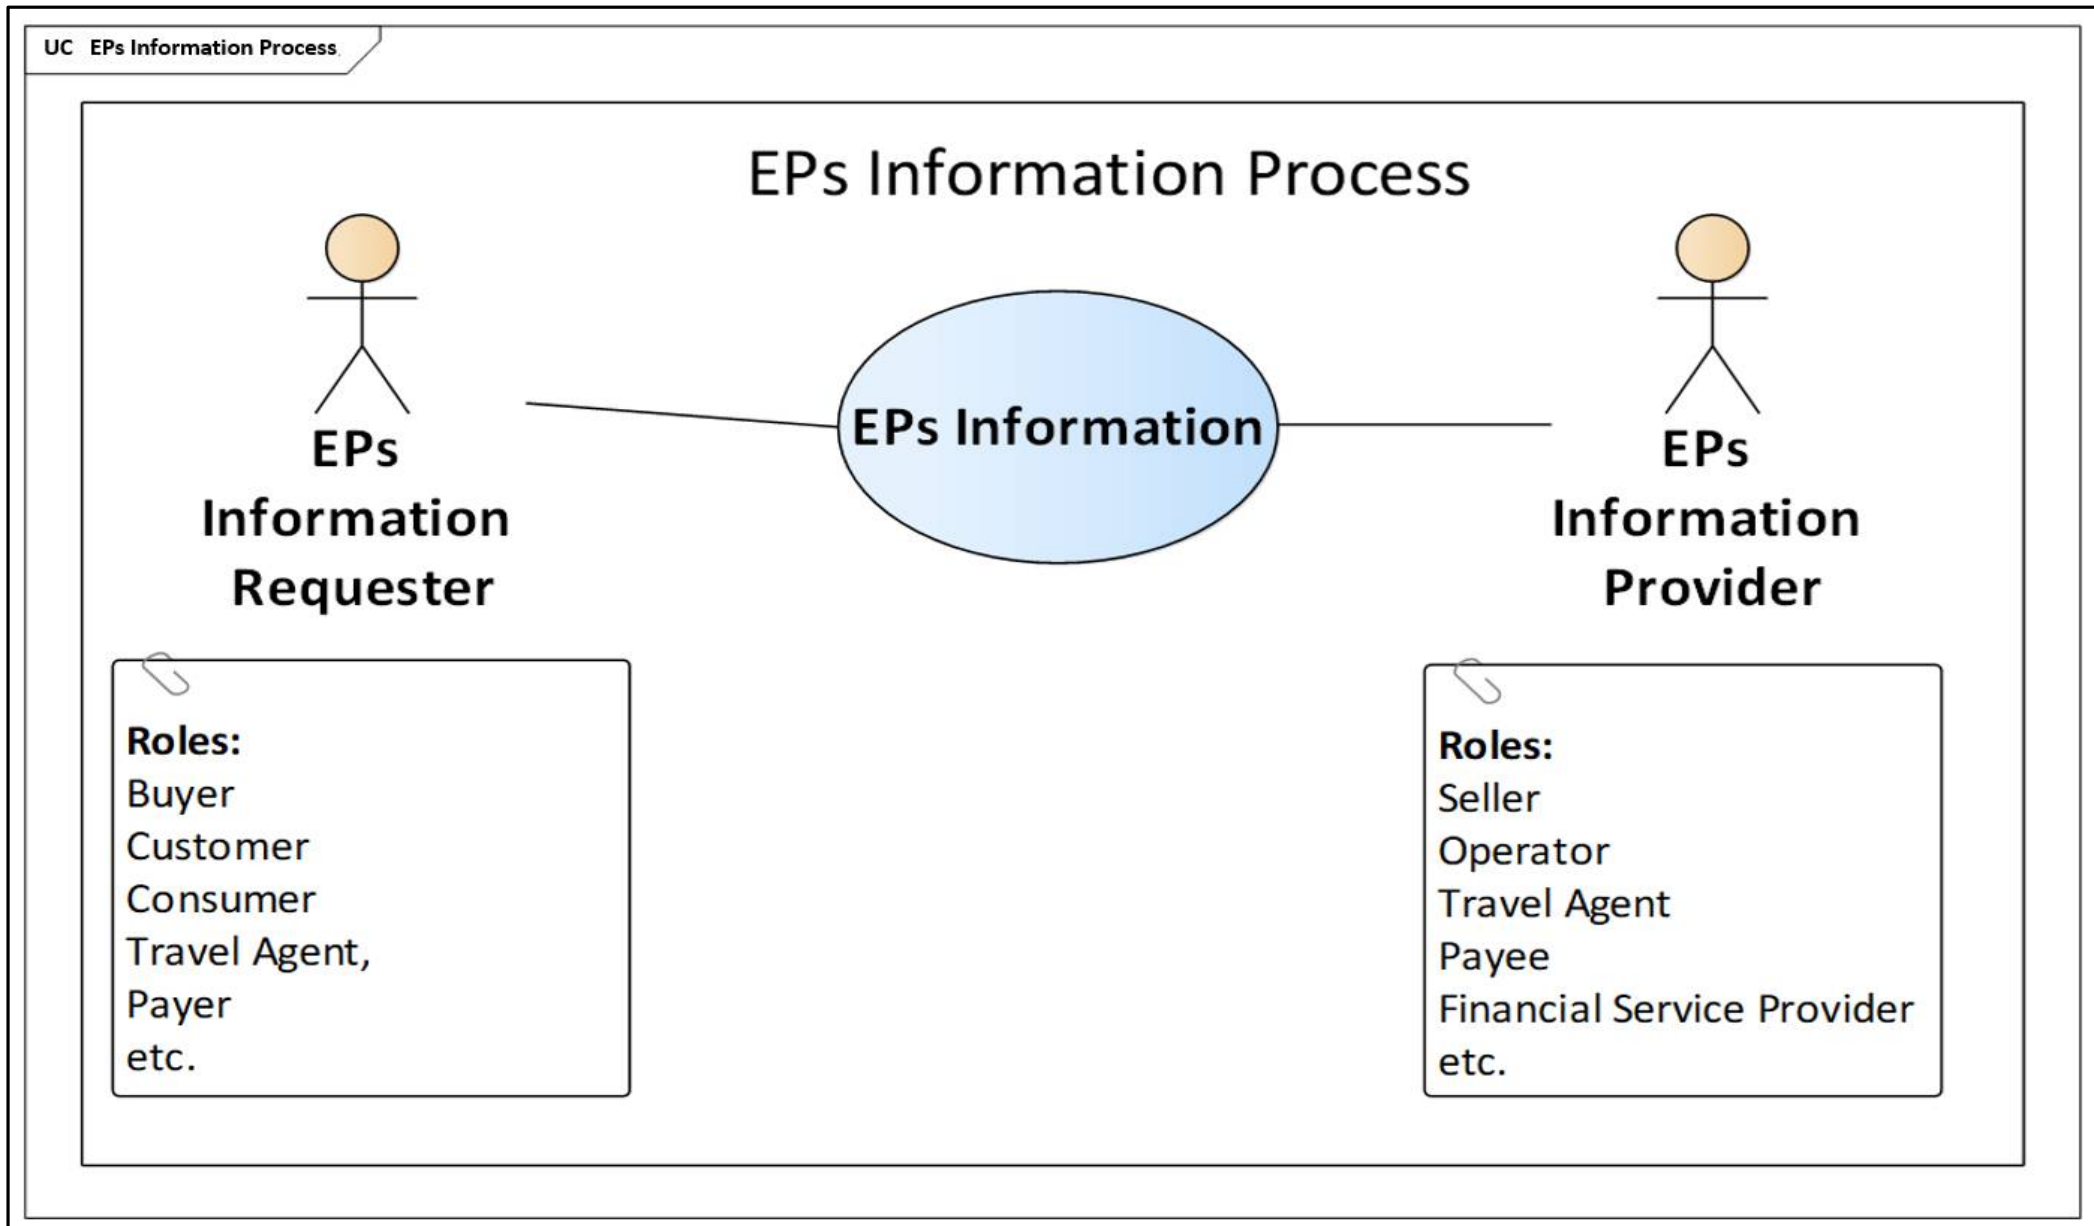 UC EPs Information Process
EPs Information Process
EPs
Information
Requester
EPs Information
EPs
Information
Provider
Roles:
Buyer
Customer
Consumer
Travel Agent,
Payer
etc.
Roles:
Seller
Operator
Travel Agent
Payee
Financial Service Provider
etc.